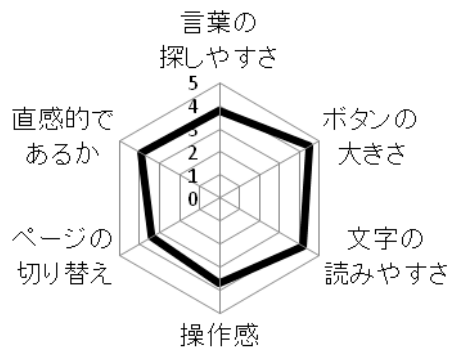 言葉の
探しやすさ
5
4
3
2
1
0
ボタンの
大きさ
文字の
読みやすさ
操作感
ページの
切り替え
直感的で
あるか